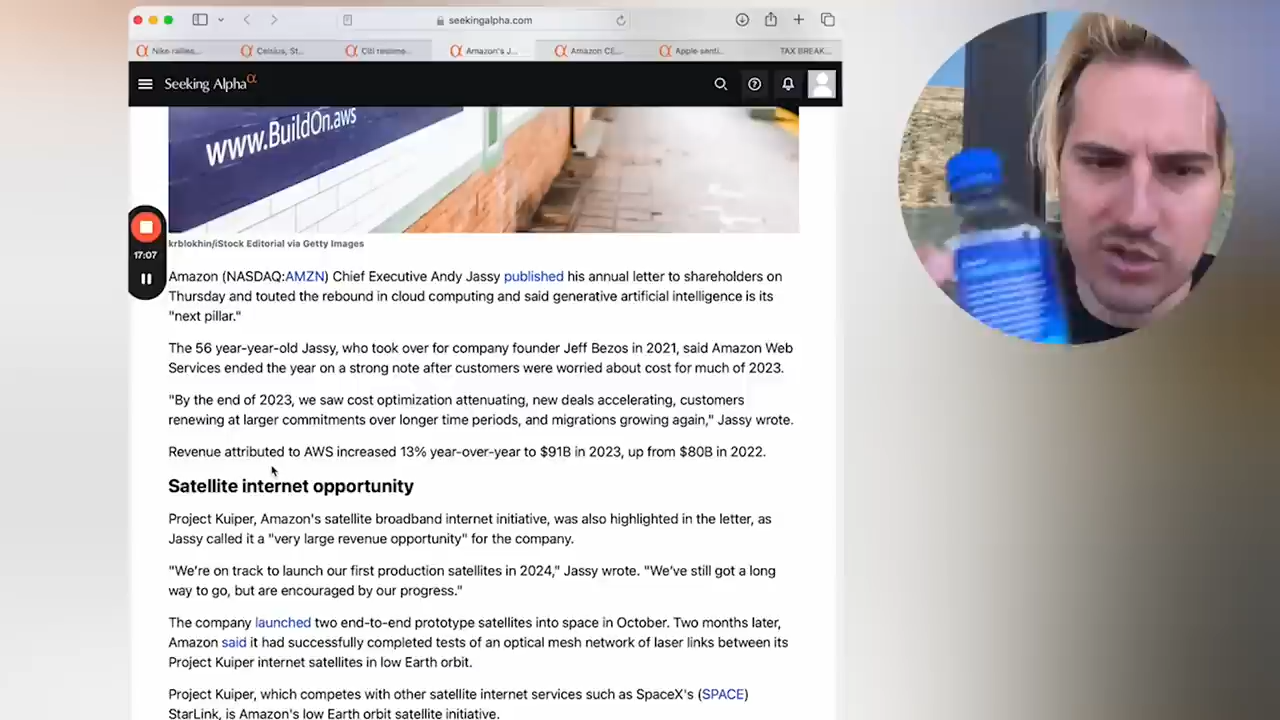 seekingalpha.com
Nike rallies...
Celsius, St...
Citi resume...
Amazon's J...
Amazon CE...
Apple senti...
TAX BREAK...
Seeking Alphaα
www.BuildOn.aws
17:07
krblokhin/iStock Editorial via Getty Images
Amazon (NASDAQ:AMZN) Chief Executive Andy Jassy published his annual letter to shareholders on
Thursday and touted the rebound in cloud computing and said generative artificial intelligence is its
"next pillar."
The 56 year-year-old Jassy, who took over for company founder Jeff Bezos in 2021, said Amazon Web
Services ended the year on a strong note after customers were worried about cost for much of 2023.
"By the end of 2023, we saw cost optimization attenuating, new deals accelerating, customers
renewing at larger commitments over longer time periods, and migrations growing again," Jassy wrote.
Revenue attributed to AWS increased 13% year-over-year to $91B in 2023, up from $80B in 2022.
Satellite internet opportunity
Project Kuiper, Amazon's satellite broadband internet initiative, was also highlighted in the letter, as
Jassy called it a "very large revenue opportunity" for the company.
"We're on track to launch our first production satellites in 2024," Jassy wrote. "We've still got a long
way to go, but are encouraged by our progress."
The company launched two end-to-end prototype satellites into space in October. Two months later,
Amazon said it had successfully completed tests of an optical mesh network of laser links between its
Project Kuiper internet satellites in low Earth orbit.
Project Kuiper, which competes with other satellite internet services such as SpaceX's (SPACE)
StarLink, is Amazon's low Earth orbit satellite initiative.